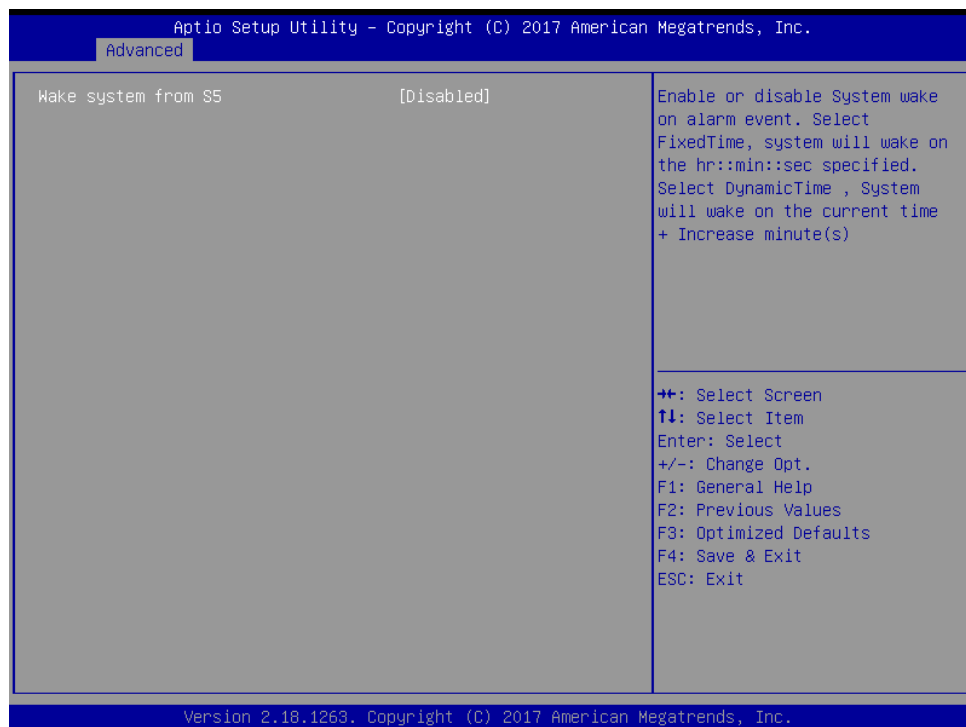 Aptio Setup Utility – Copyright (C) 2017 American Megatrends, Inc.
Advanced
Wake system from S5 [Disabled]
Enable or disable System wake
on alarm event. Select
FixedTime, system will wake on
the hr::min::sec specified.
Select DynamicTime , System
will wake on the current time
+ Increase minute(s)
→←: Select Screen
↑↓: Select Item
Enter: Select
+/-: Change Opt.
F1: General Help
F2: Previous Values
F3: Optimized Defaults
F4: Save & Exit
ESC: Exit
Version 2.18.1263. Copyright (C) 2017 American Megatrends, Inc.